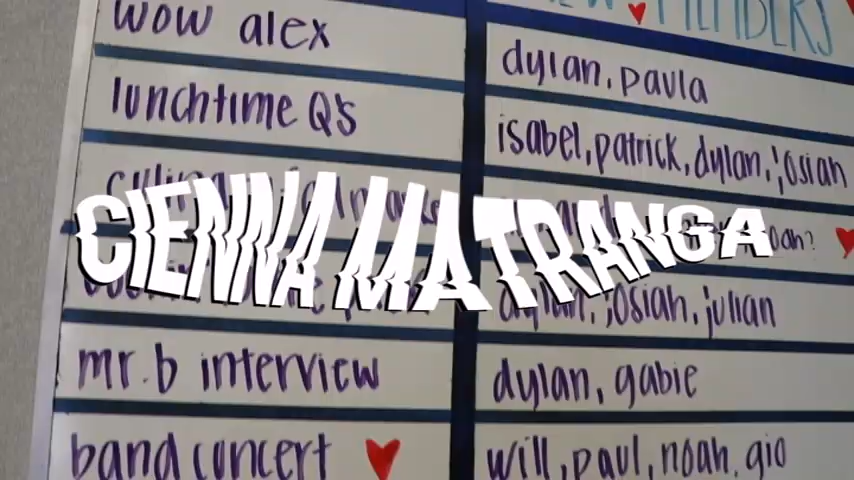 MEMBERS
wow alex
dylan, paula
lunchtime Q's
isabel, patrick, dylan, josiah
noah?
CIENNA MATRANGA
dylan, josiah, julian
mr. b interview
dylan, gabie
band concert
will, paul, noah, gio